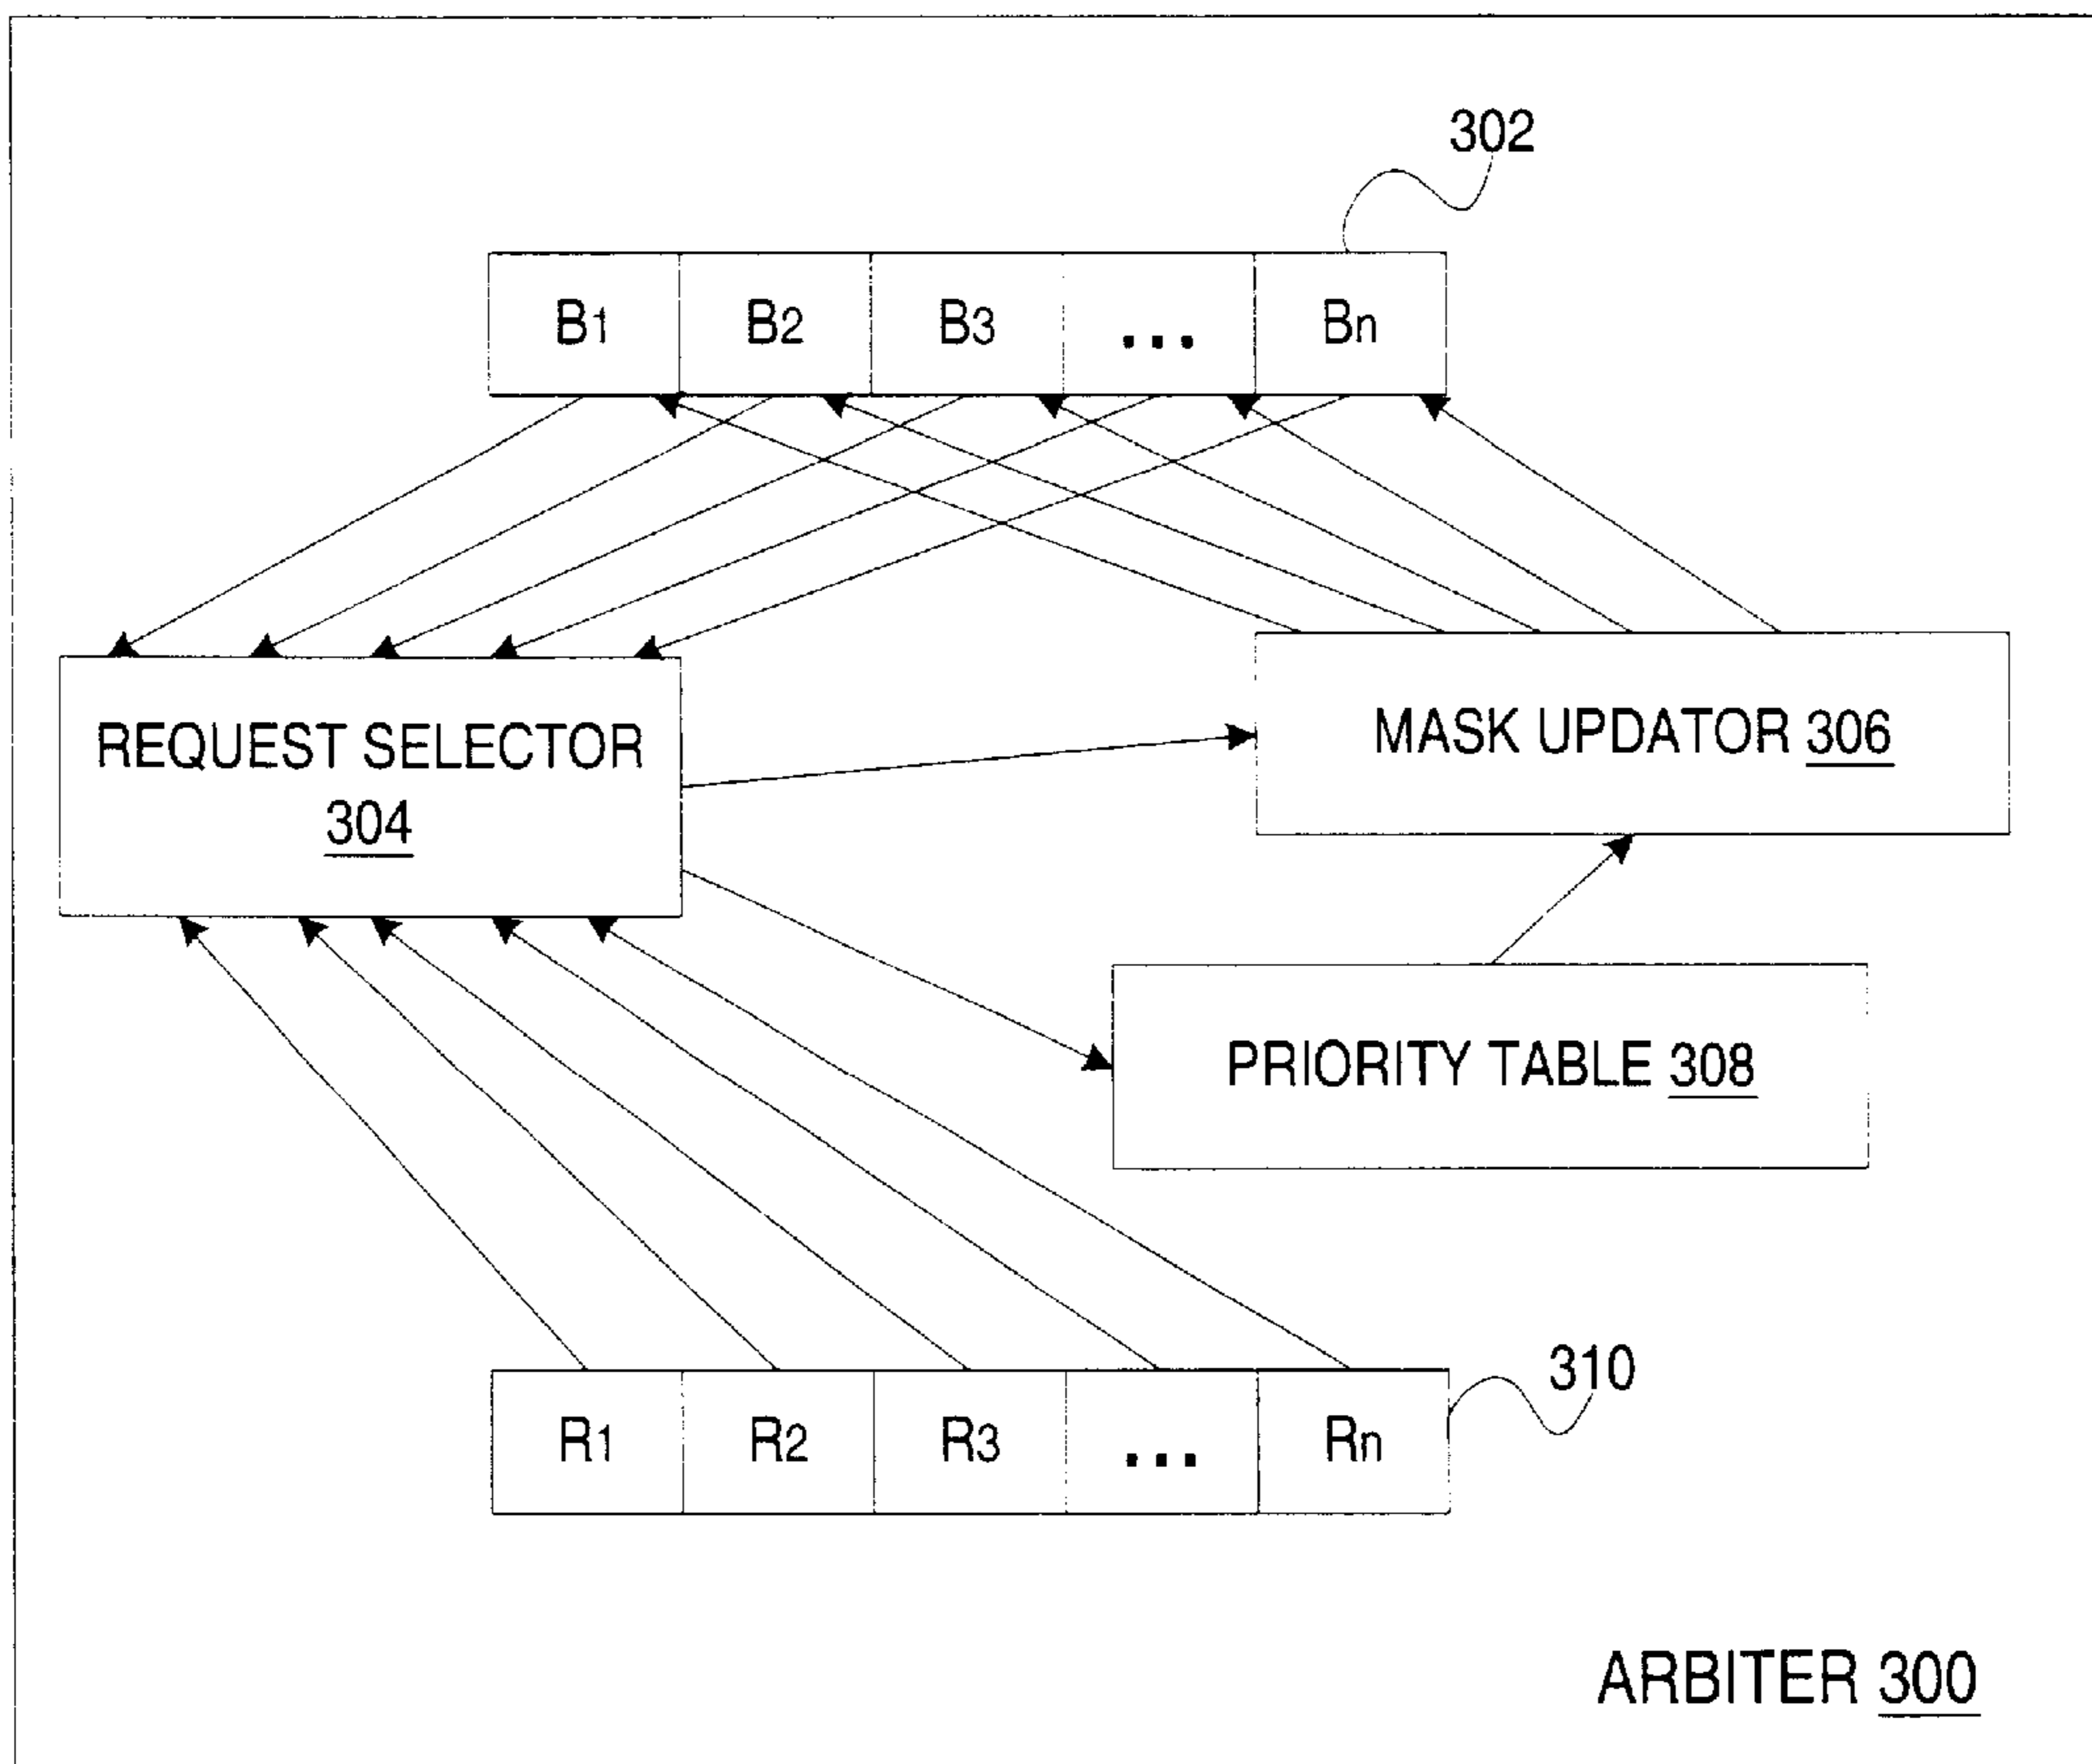 302
B1 B2 B3 ... Bn
REQUEST SELECTOR
304
MASK UPDATOR 306
PRIORITY TABLE 308
310
R1 R2 R3 ... Rn
ARBITER 300